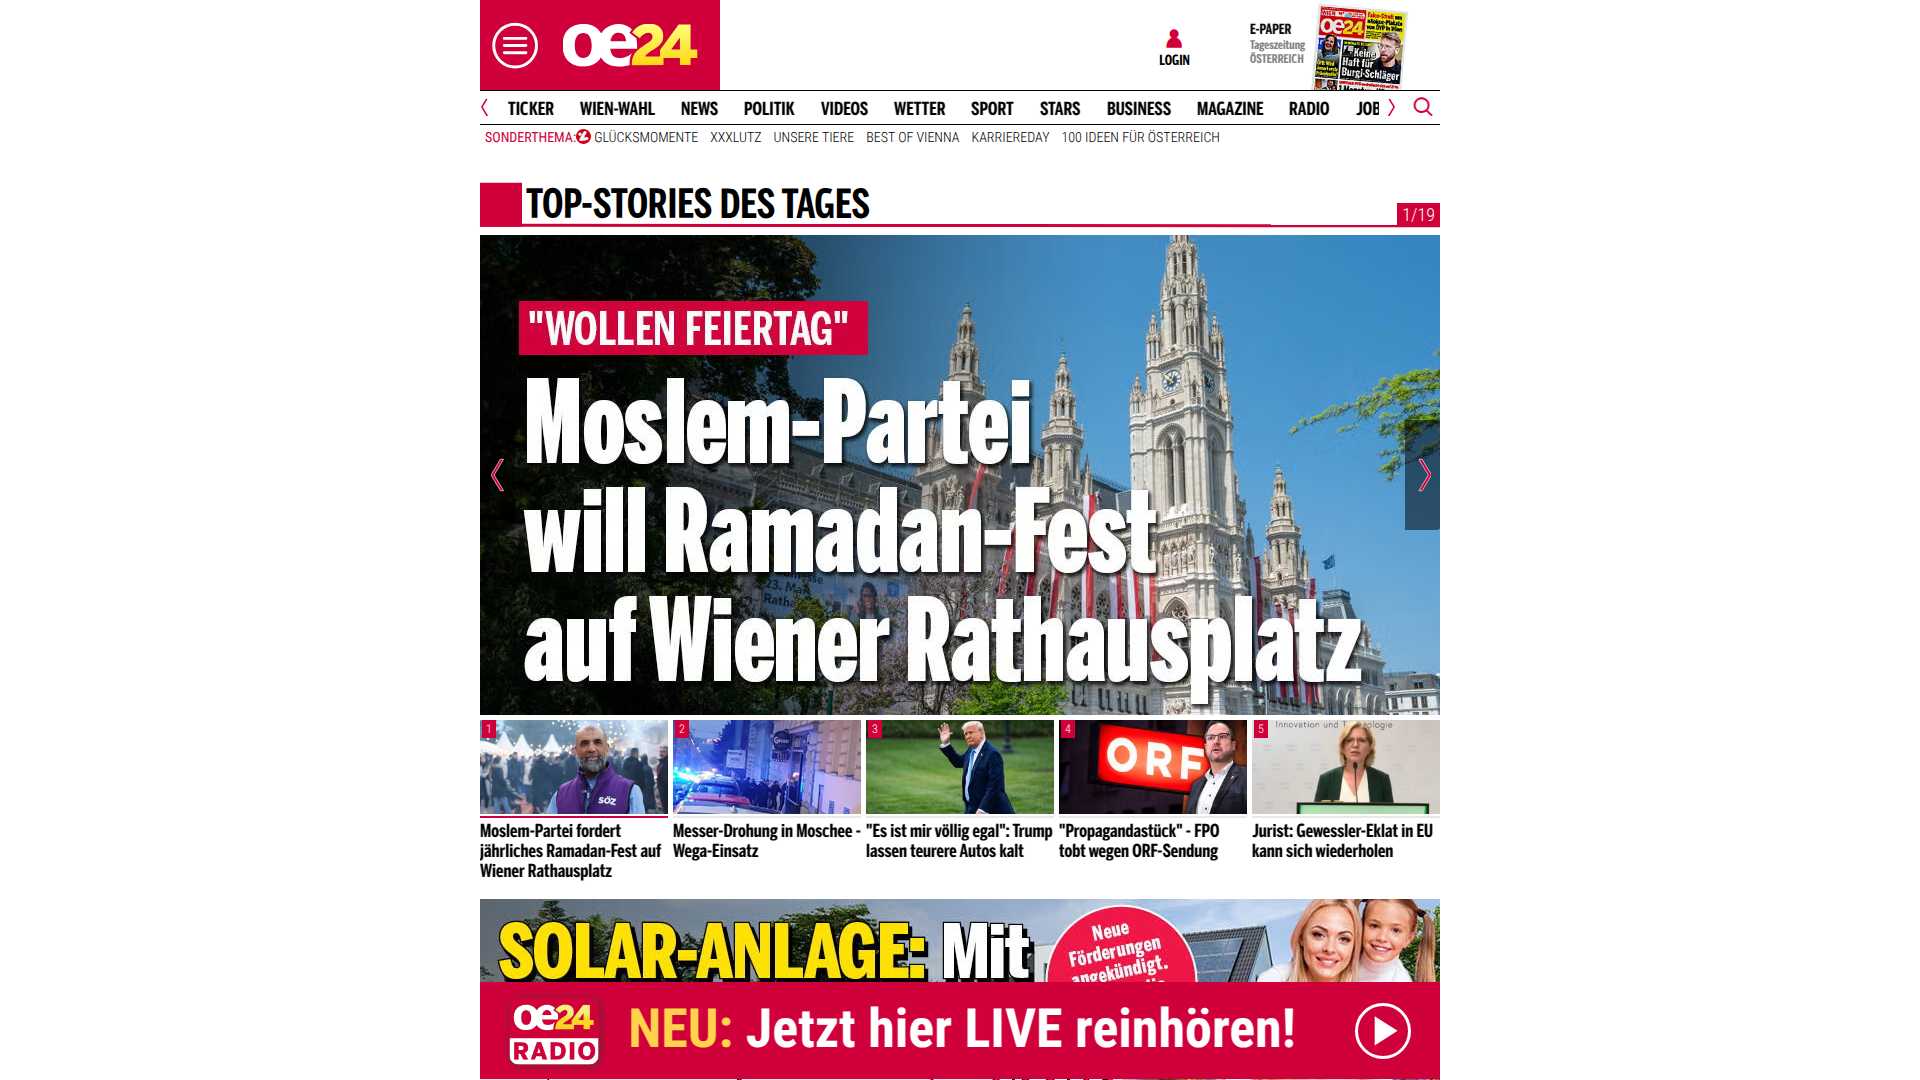 oe24
LOGIN
E-PAPER
Tageszeitung
ÖSTERREICH
oe24
Keine
Haft für
Burgi-Schläger
TICKER WIEN-WAHL NEWS POLITIK VIDEOS WETTER SPORT STARS BUSINESS MAGAZINE RADIO JOB
SONDERTHEMA: GLÜCKSMOMENTE XXXLUTZ UNSERE TIERE BEST OF VIENNA KARRIEREDAY 100 IDEEN FÜR ÖSTERREICH
TOP-STORIES DES TAGES
1/19
"WOLLEN FEIERTAG"
Moslem-Partei
will Ramadan-Fest
auf Wiener Rathausplatz
1
SÖZ
2
3
4
ORF
5
Innovation und
Moslem-Partei fordert
jährliches Ramadan-Fest auf
Wiener Rathausplatz
Messer-Drohung in Moschee -
Wega-Einsatz
"Es ist mir völlig egal": Trump
lassen teurere Autos kalt
"Propagandastück" - FPO
tobt wegen ORF-Sendung
Jurist: Gewessler-Eklat in EU
kann sich wiederholen
SOLAR-ANLAGE: Mit
Neue
Förderungen
angekündigt.
oe24
RADIO
NEU: Jetzt hier LIVE reinhören!